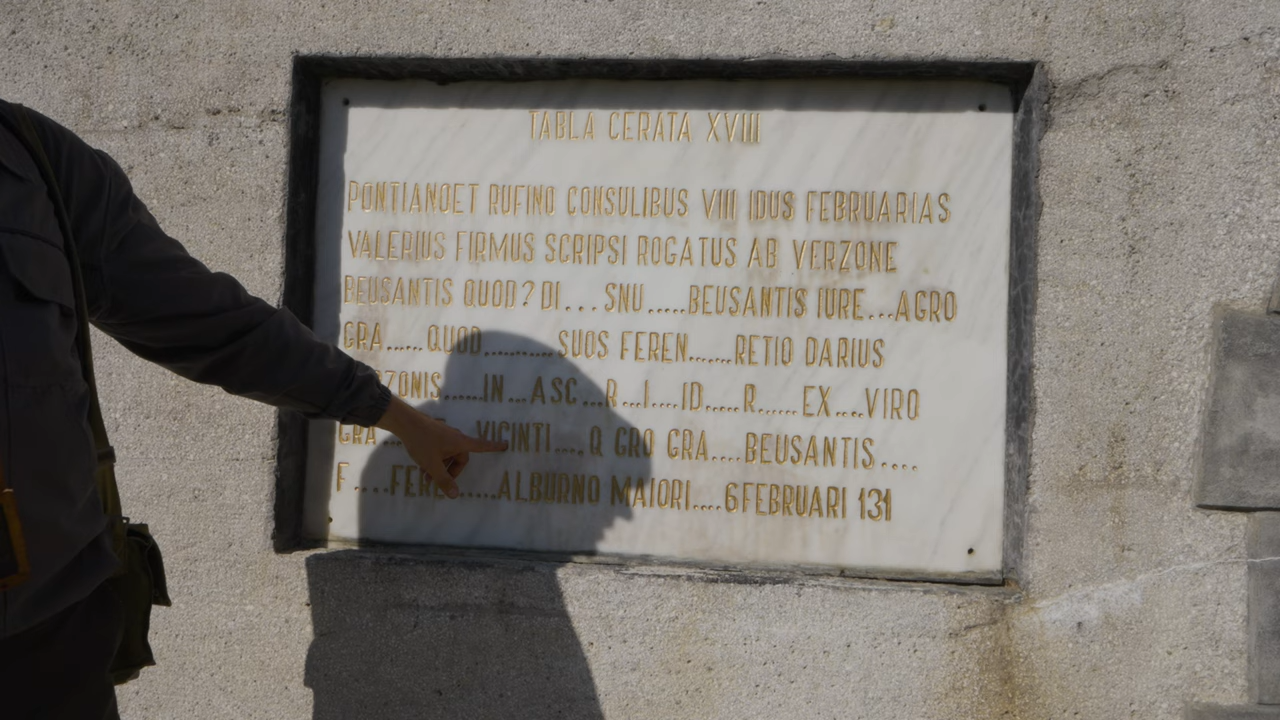 TABLA CERATA XVIII
PONTIANOET RUFINO CONSULIBUS VIII IDUS FEBRUARIAS
VALERIUS FIRMUS SCRIPSI ROGATUS AB VERZONE
BEUSANTIS QUOD? DI... SNU.....BEUSANTIS IURE...AGRO
GRA.....QUOD..........SUOS FEREN......RETIO DARIUS
IN...ASC...R...I....ID.....R......EX....VIRO
GRA VICINTI....Q GRO GRA....BEUSANTIS....
F....ALBURNO MAIORI....6FEBRUARI 131